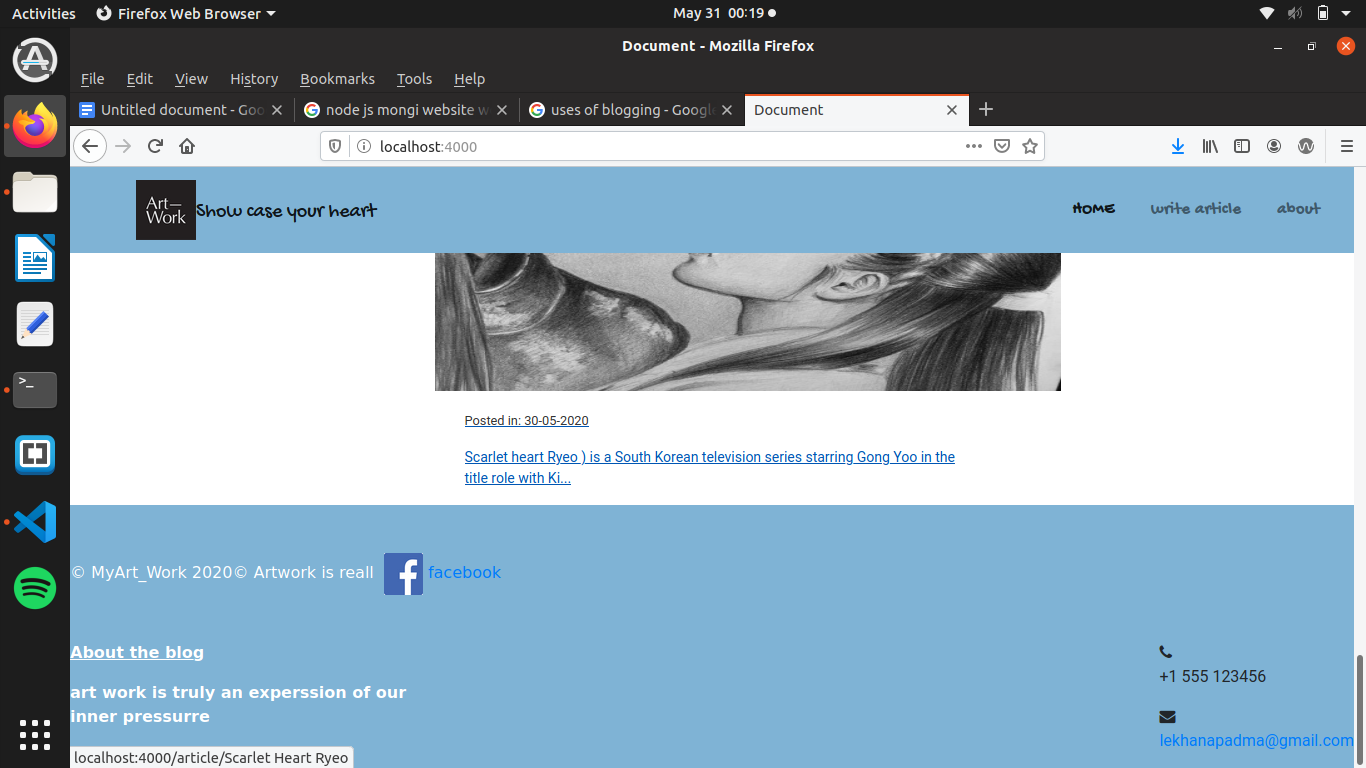 Activities Firefox Web Browser May 31 00:19
Document - Mozilla Firefox
File Edit View History Bookmarks Tools Help
Untitled document - Goo node js mongi website w uses of blogging - Google Document
localhost:4000
Art—
Work
Show case your heart
HOME write article about
Posted in: 30-05-2020
Scarlet heart Ryeo ) is a South Korean television series starring Gong Yoo in the
title role with Ki...
© MyArt_Work 2020© Artwork is reall facebook
About the blog
art work is truly an experssion of our
inner pressurre
+1 555 123456
lekhanapadma@gmail.com
localhost:4000/article/Scarlet Heart Ryeo